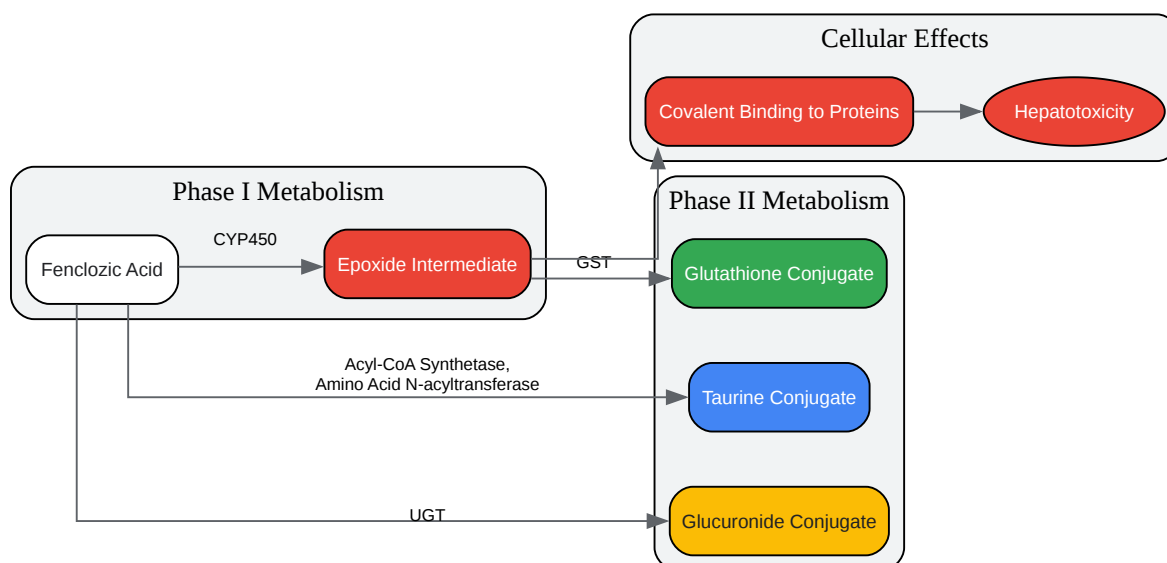 Cellular Effects
Covalent Binding to Proteins
Hepatotoxicity
Phase I Metabolism
Phase II Metabolism
CYP450
Fenclozic Acid
Epoxide Intermediate
GST
Glutathione Conjugate
Acyl-CoA Synthetase,
Amino Acid N-acyltransferase
Taurine Conjugate
UGT
Glucuronide Conjugate